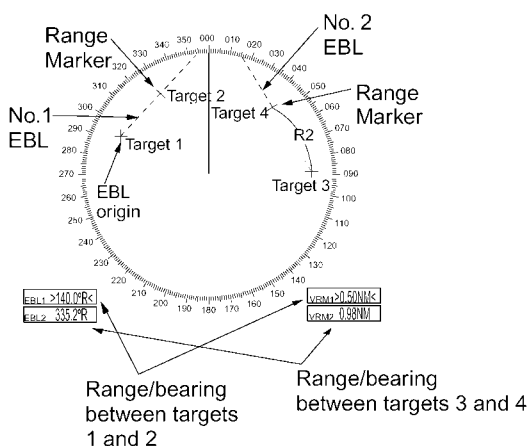 Range
Marker
No. 2
EBL
350 000 010
340 020
330 030
320 040
310 050
300 060
290 070
280 080
270 090
260 100
250 110
240 120
230 130
220 140
210 150
200 160
190 180 170
Target 2
Target 4
Range
Marker
No.1
EBL
R2
Target 1
Target 3
EBL
origin
EBL1 >140.0°R<
EBL2 335.2°R
VRM1 >0.50NM<
VRM2 0.98NM
Range/bearing
between targets
1 and 2
Range/bearing
between targets 3 and 4